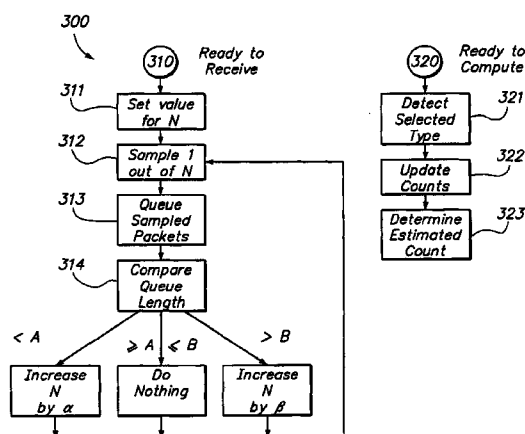 300
310
Ready to
Receive
311
Set value
for N
312
Sample 1
out of N
313
Queue
Sampled
Packets
314
Compare
Queue
Length
< A
⩾ A
⩽ B
> B
Increase
N
by α
Do
Nothing
Increase
N
by β
320
Ready to
Compute
Detect
Selected
Type
321
Update
Counts
322
Determine
Estimated
Count
323